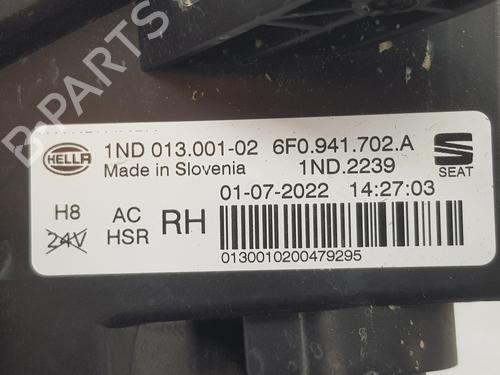 HELLA
1ND 013.001-02 6F0.941.702.A
Made in Slovenia 1ND.2239
SEAT
01-07-2022 14:27:03
H8 AC RH
24V HSR
0130010200479295
B-PARTS